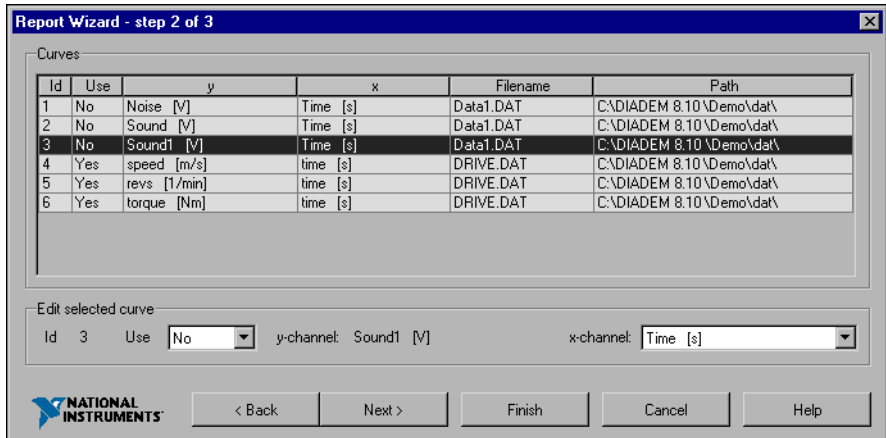 Report Wizard - step 2 of 3
Curves
Id Use y x Filename Path
1 No Noise [V] Time [s] Data1.DAT C:\DIADEM 8.10\Demo\dat\
2 No Sound [V] Time [s] Data1.DAT C:\DIADEM 8.10\Demo\dat\
3 No Sound1 [V] Time [s] Data1.DAT C:\DIADEM 8.10\Demo\dat\
4 Yes speed [m/s] time [s] DRIVE.DAT C:\DIADEM 8.10\Demo\dat\
5 Yes revs [1/min] time [s] DRIVE.DAT C:\DIADEM 8.10\Demo\dat\
6 Yes torque [Nm] time [s] DRIVE.DAT C:\DIADEM 8.10\Demo\dat\
Edit selected curve
Id 3 Use No y-channel: Sound1 [V] x-channel: Time [s]
NATIONAL
INSTRUMENTS
< Back Next > Finish Cancel Help